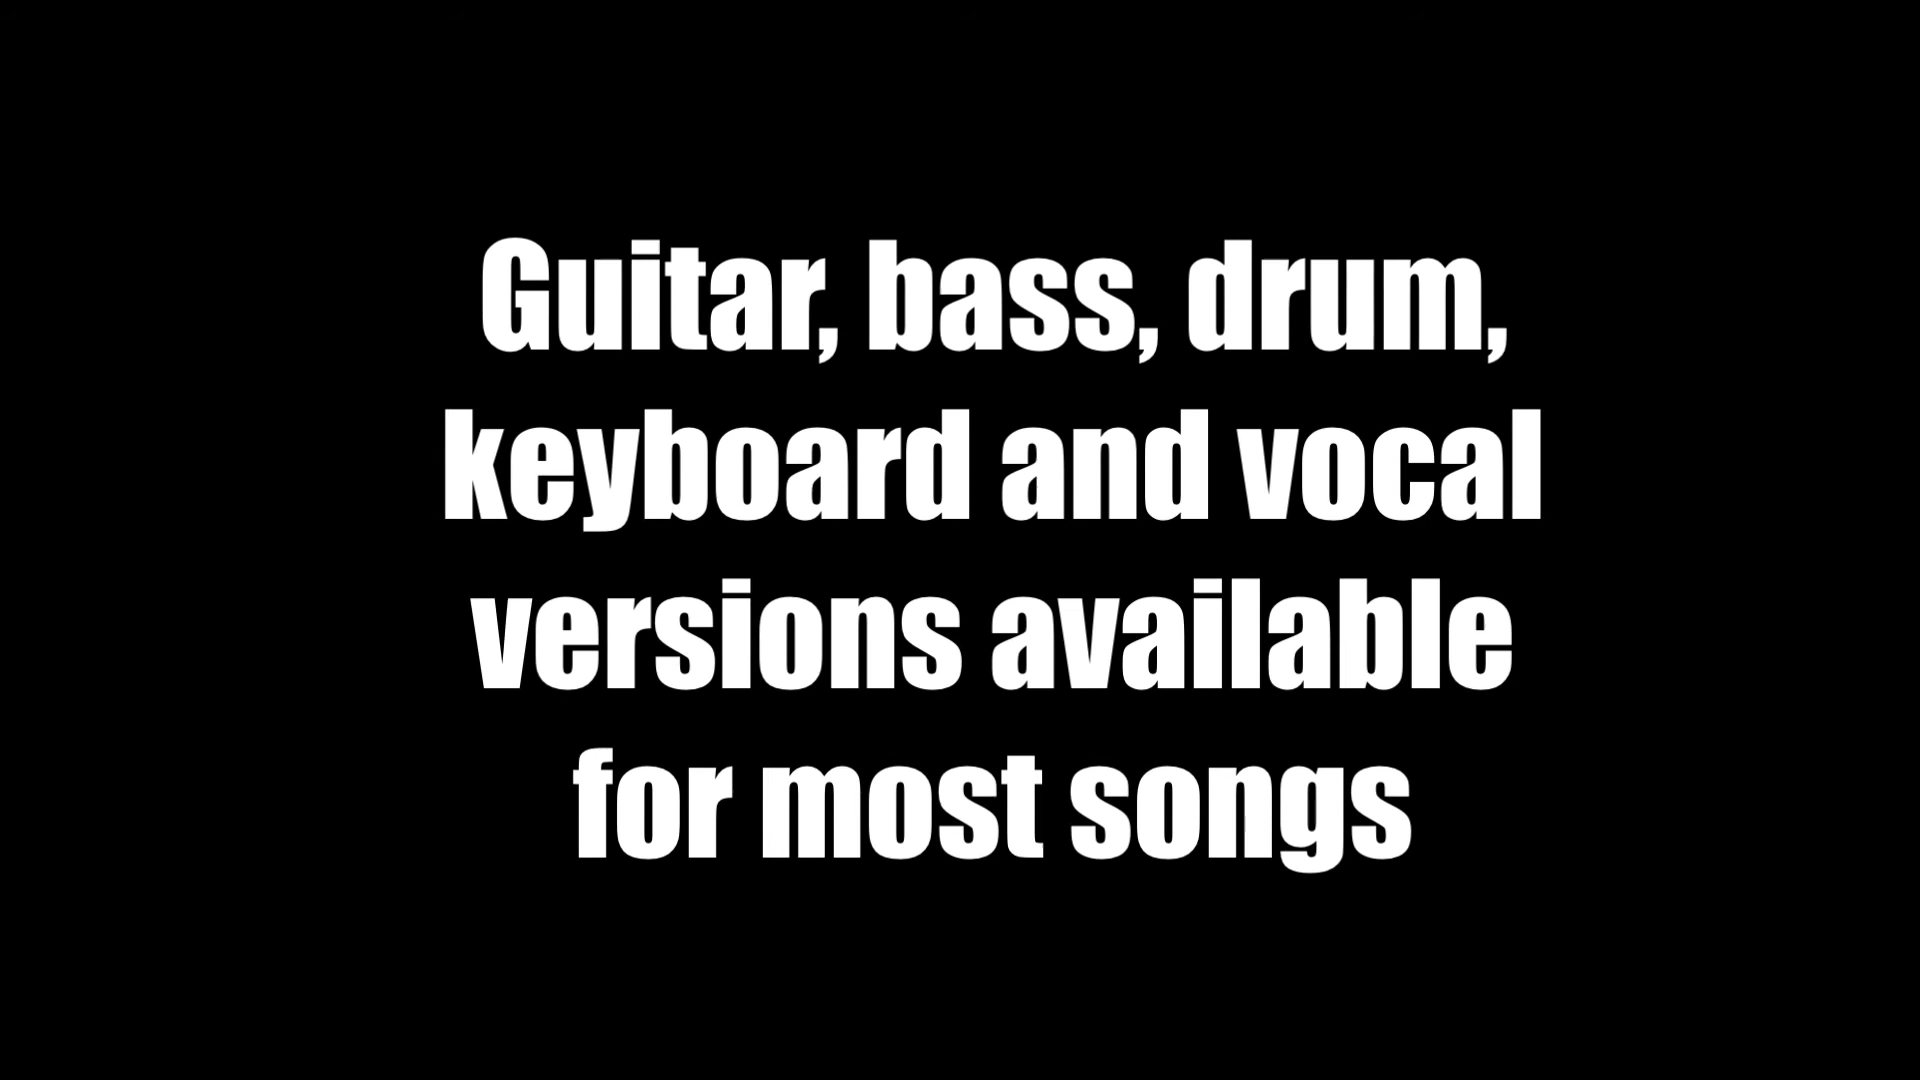 Guitar, bass, drum,
keyboard and vocal
versions available
for most songs